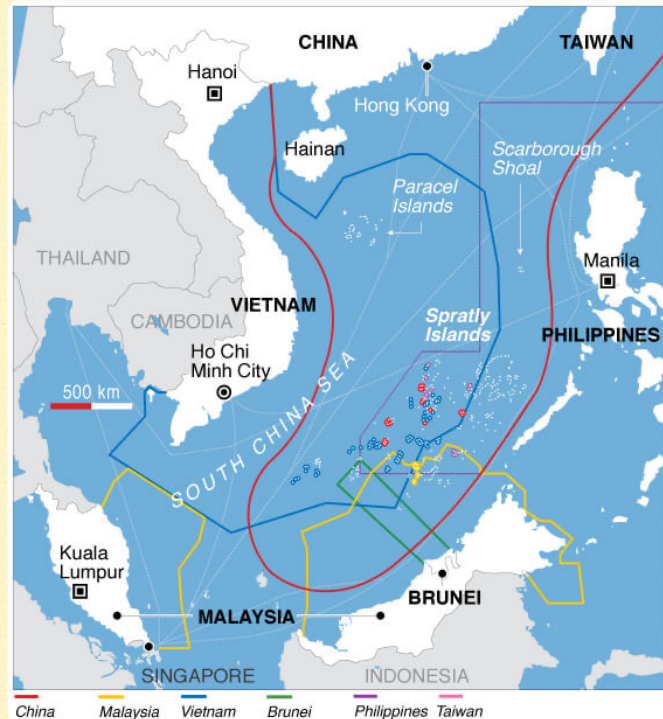 CHINA
TAIWAN
Hanoi
Hong Kong
Hainan
Scarborough
Shoal
Paracel
Islands
THAILAND
Manila
VIETNAM
Spratly
Islands
CAMBODIA
PHILIPPINES
Ho Chi
Minh City
500 km
SOUTH CHINA SEA
Kuala
Lumpur
BRUNEI
MALAYSIA
SINGAPORE
INDONESIA
China Malaysia Vietnam Brunei Philippines Taiwan